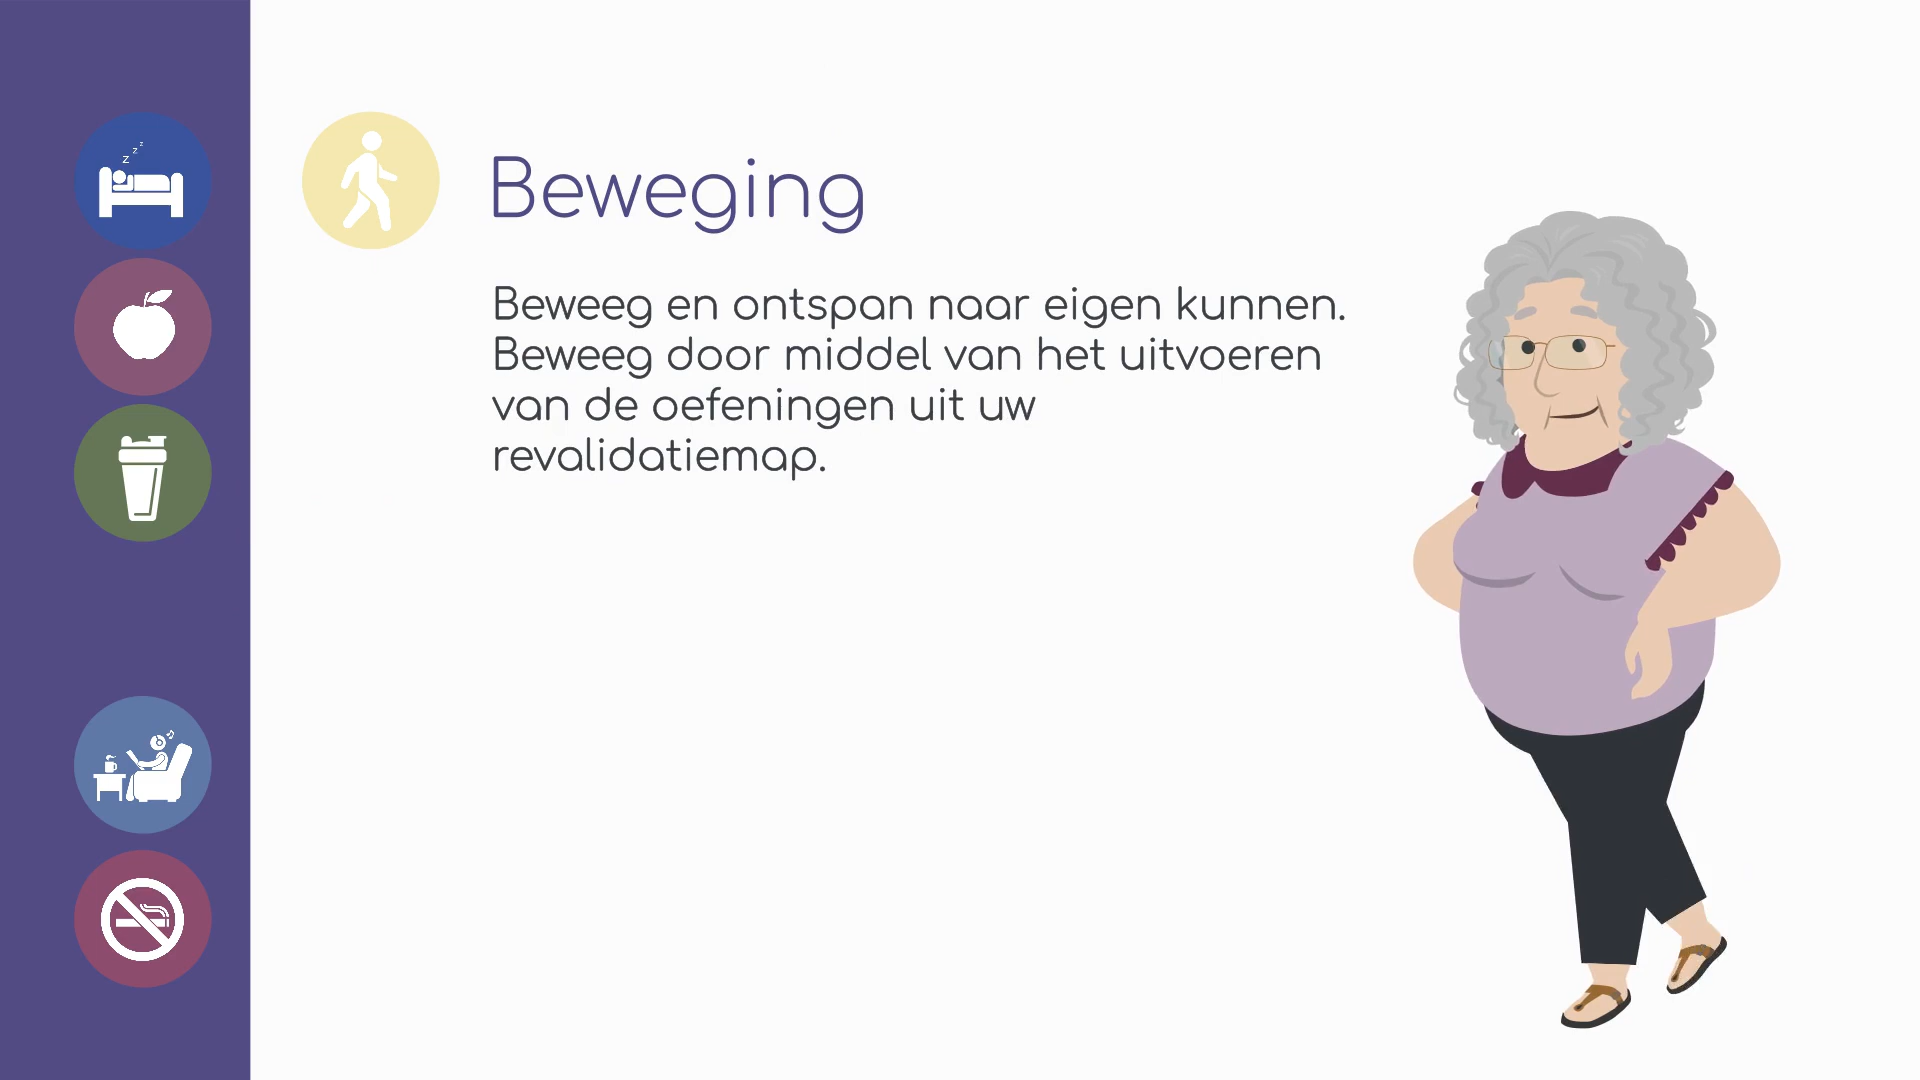 z z z
Beweging
Beweeg en ontspan naar eigen kunnen.
Beweeg door middel van het uitvoeren
van de oefeningen uit uw
revalidatiemap.